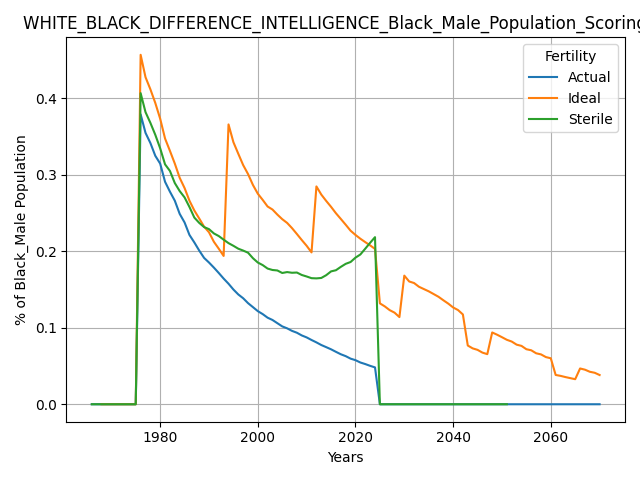 WHITE_BLACK_DIFFERENCE_INTELLIGENCE_Black_Male_Population_Scoring
Fertility
Actual
Ideal
Sterile
% of Black_Male Population
0.4
0.3
0.2
0.1
0.0
1980 2000 2020 2040 2060
Years